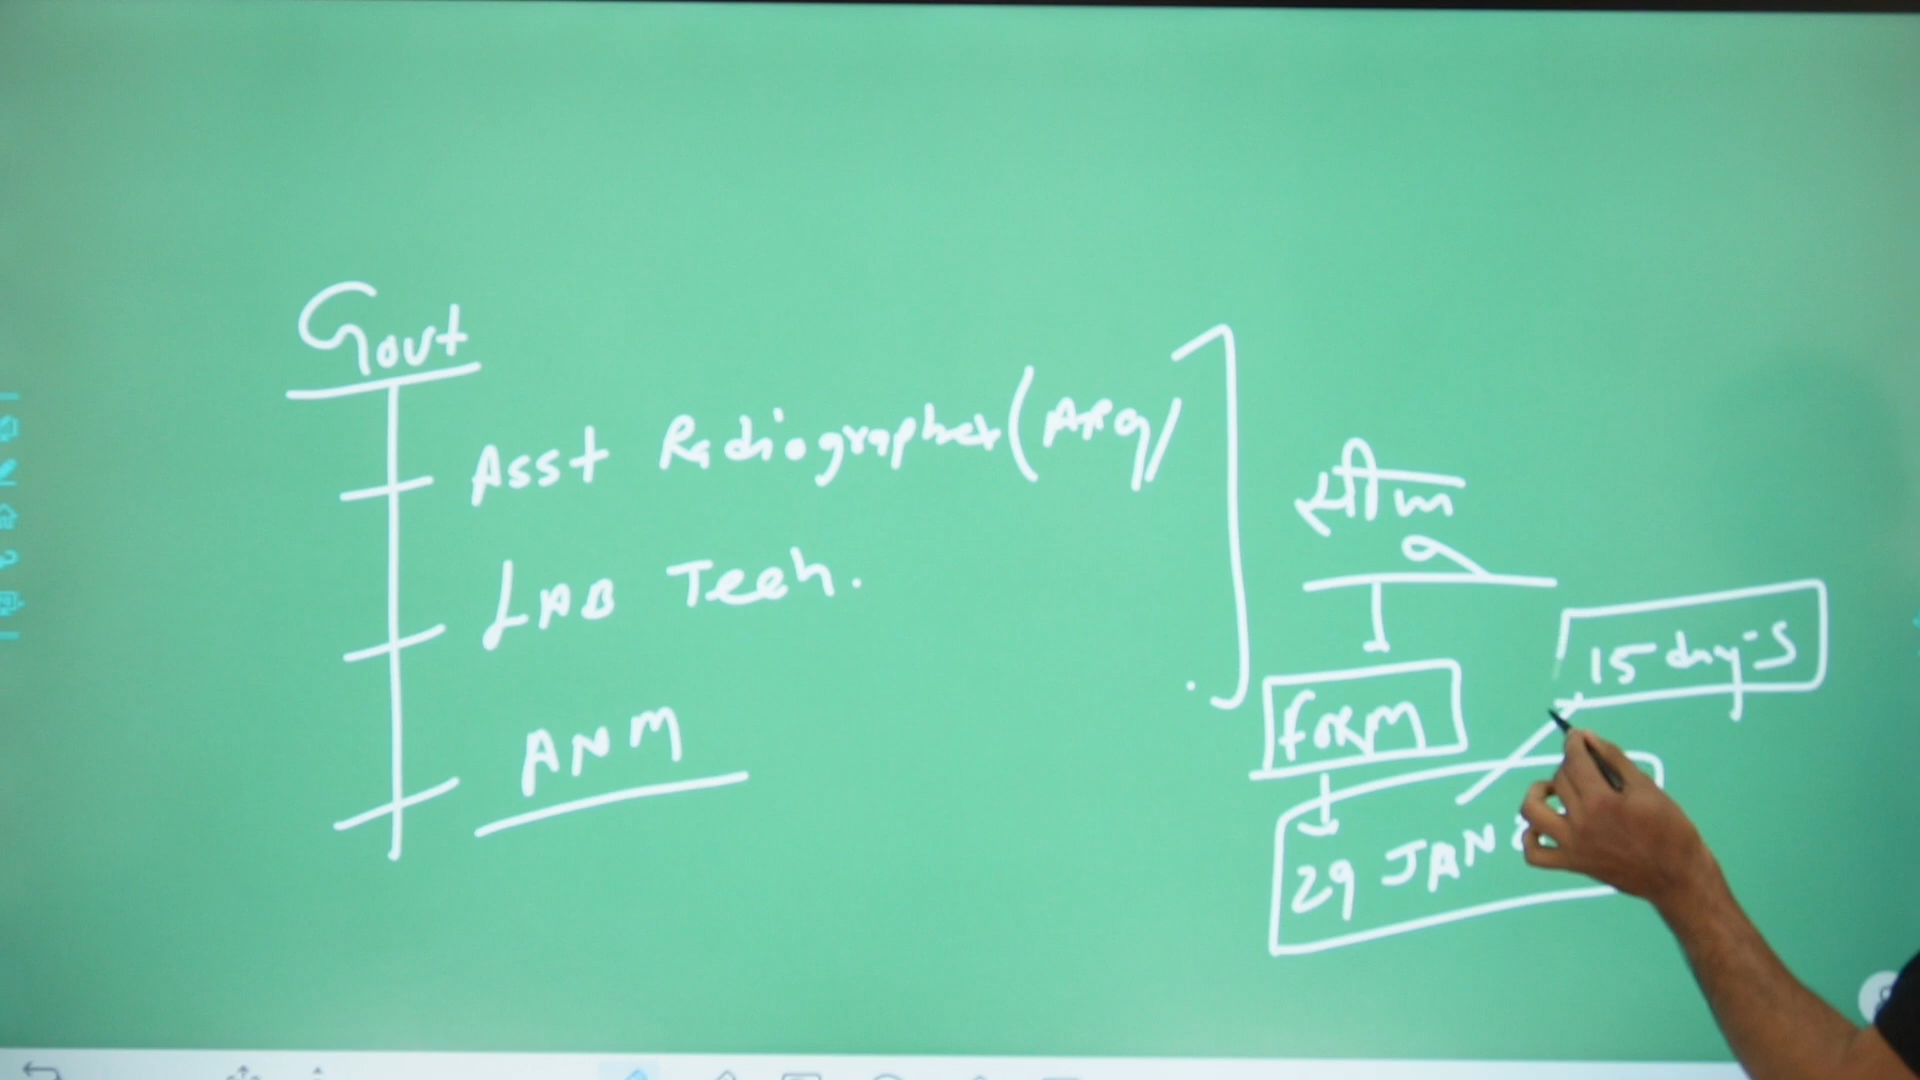 Govt
Asst Radiographer (ARG)
LAB Tech.
ANM
form
15 days
29 JAN